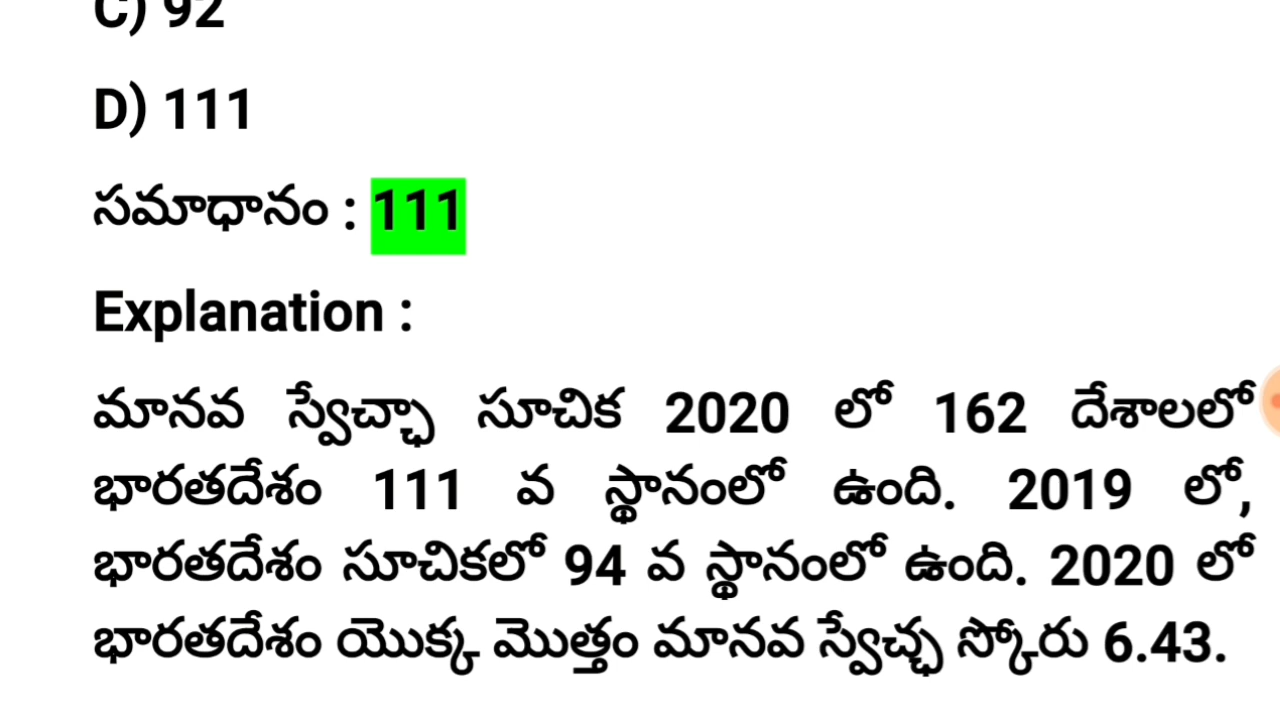 C) 92
D) 111
సమాధానం : 111
Explanation :
మానవ స్వేచ్ఛా సూచిక 2020 లో 162 దేశాలలో
భారతదేశం 111 వ స్థానంలో ఉంది. 2019 లో,
భారతదేశం సూచికలో 94 వ స్థానంలో ఉంది. 2020 లో
భారతదేశం యొక్క మొత్తం మానవ స్వేచ్ఛ స్కోరు 6.43.